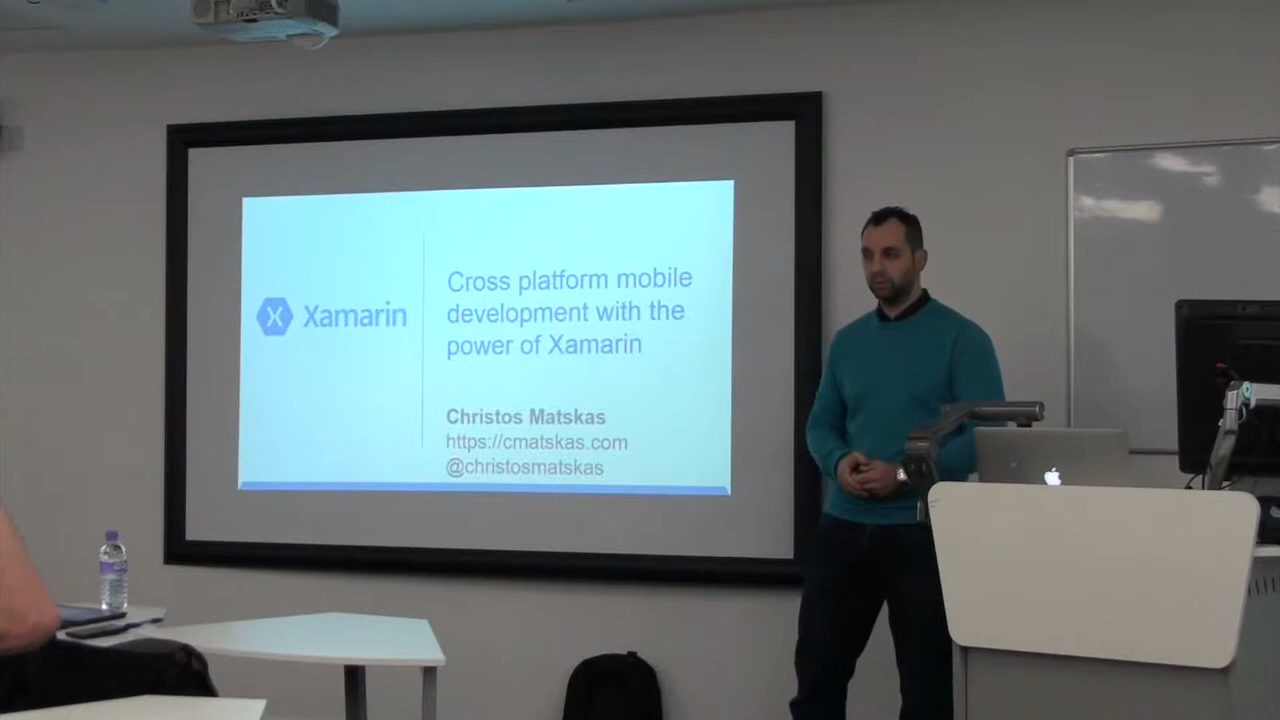 Xamarin
Cross platform mobile
development with the
power of Xamarin
Christos Matskas
https://cmatskas.com
@christosmatskas